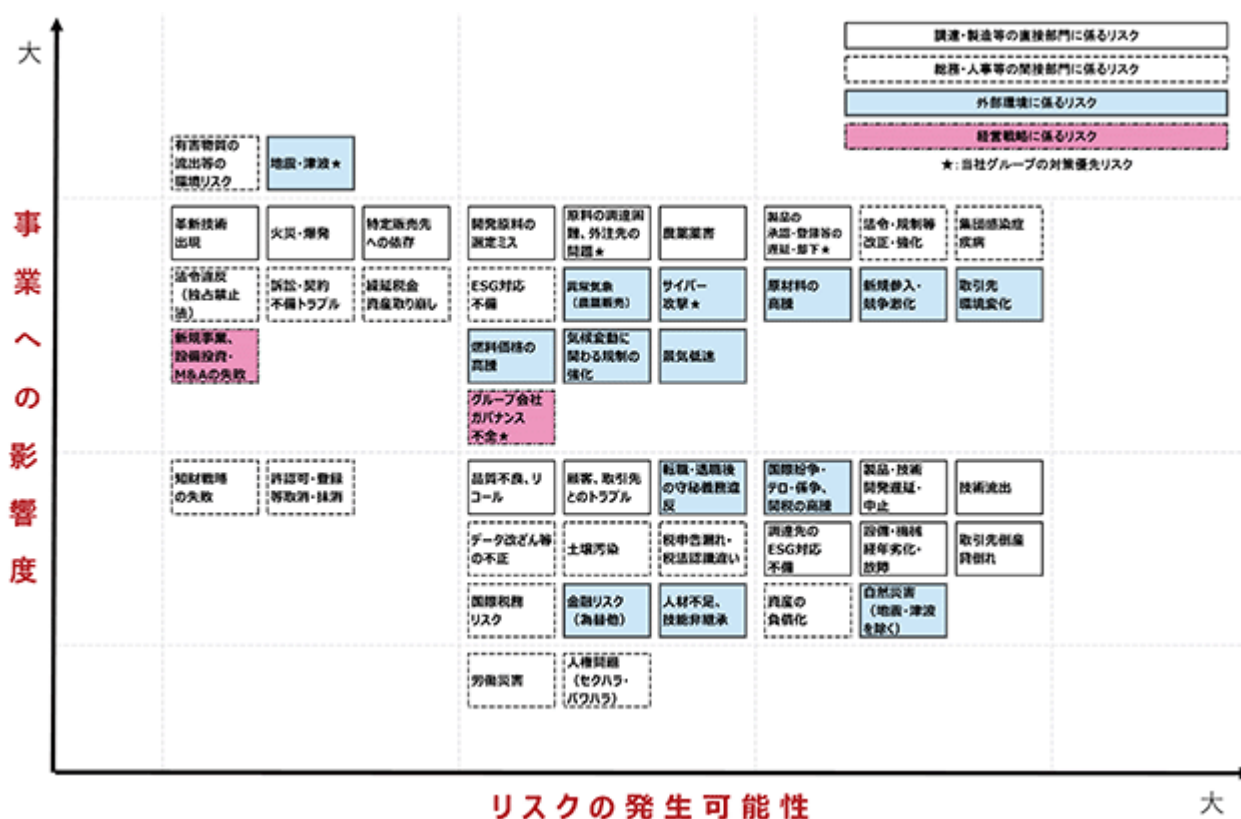 大
調達・製造等の直接部門に係るリスク
総務・人事等の間接部門に係るリスク
外部環境に係るリスク
経営戦略に係るリスク
★:当社グループの対策優先リスク
有害物質の
流出等の
環境リスク
地震・津波★
革新技術
出現
火災・爆発
特定販売先
への依存
開発原料の
選定ミス
原料の調達困
難、外注先の
問題★
農薬薬害
製品の
承認・登録等の
遅延・却下★
法令・規制等
改正・強化
集団感染症
疾病
法令違反
(独占禁止
法)
訴訟・契約
不備トラブル
繰延税金
資産取り崩し
ESG対応
不備
異常気象
(農薬販売)
サイバー
攻撃★
原材料の
高騰
新規参入・
競争激化
取引先
環境変化
新規事業、
設備投資・
M&Aの失敗
燃料価格の
高騰
気候変動に
関わる規制の
強化
景気低迷
グループ会社
ガバナンス
不全★
知財戦略
の失敗
許認可・登録
等取消・抹消
品質不良、リ
コール
顧客、取引先
とのトラブル
転職・退職後
の守秘義務違
反
国際紛争・
テロ・係争、
関税の高騰
製品・技術
開発遅延・
中止
技術流出
データ改ざん等
の不正
土壌汚染
税申告漏れ・
税法認識違い
調達先の
ESG対応
不備
設備・機械
経年劣化・
故障
取引先倒産
貸倒れ
国際税務
リスク
金融リスク
(為替他)
人材不足、
技能非継承
資産の
負債化
自然災害
(地震・津波
を除く)
労働災害
人権問題
(セクハラ・
パワハラ)
事業への影響度
リスクの発生可能性
大